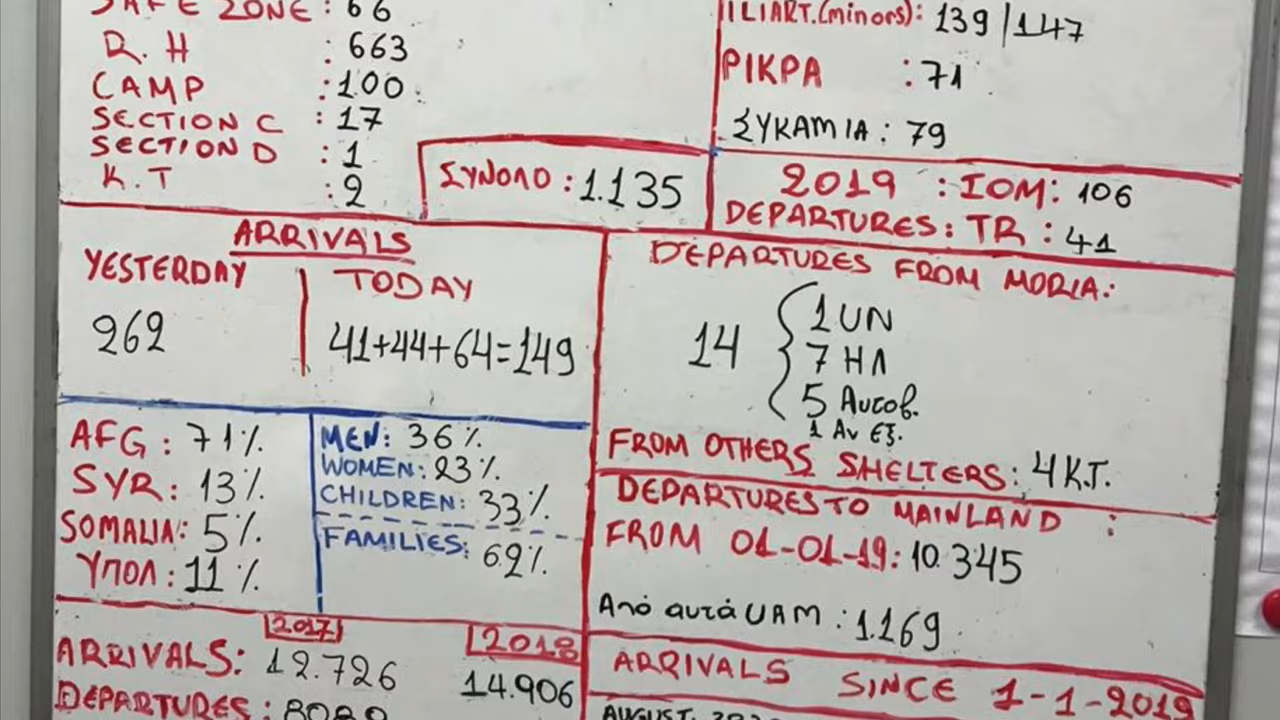 SAFE ZONE: 66
R.H : 663
CAMP : 100
SECTION C : 17
SECTION D : 1
K.T : 2
ΣΥΝΟΛΟ : 1.135
(minors): 139/147
PIKPA : 71
ΣΥΚΑΜΙΑ : 79
2019 : IOM: 106
DEPARTURES: TR : 41
ARRIVALS
YESTERDAY
262
TODAY
41+44+64=149
DEPARTURES FROM MORIA:
14
1 UN
7 ΗΛ
5 Αυτοβ.
1 Αν Εξ.
FROM OTHERS SHELTERS: 4 K.T.
AFG : 71%
SYR: 13%
SOMALIA: 5%
ΥΠΟΛ : 11%
MEN: 36%
WOMEN: 23%
CHILDREN: 33%
FAMILIES: 62%
DEPARTURES TO MAINLAND :
FROM 01-01-19: 10.345
Από αυτά UAM : 1.169
2017 2018
ARRIVALS: 12.726 14.906
DEPARTURES :
ARRIVALS SINCE 1-1-2019
AUGUST: